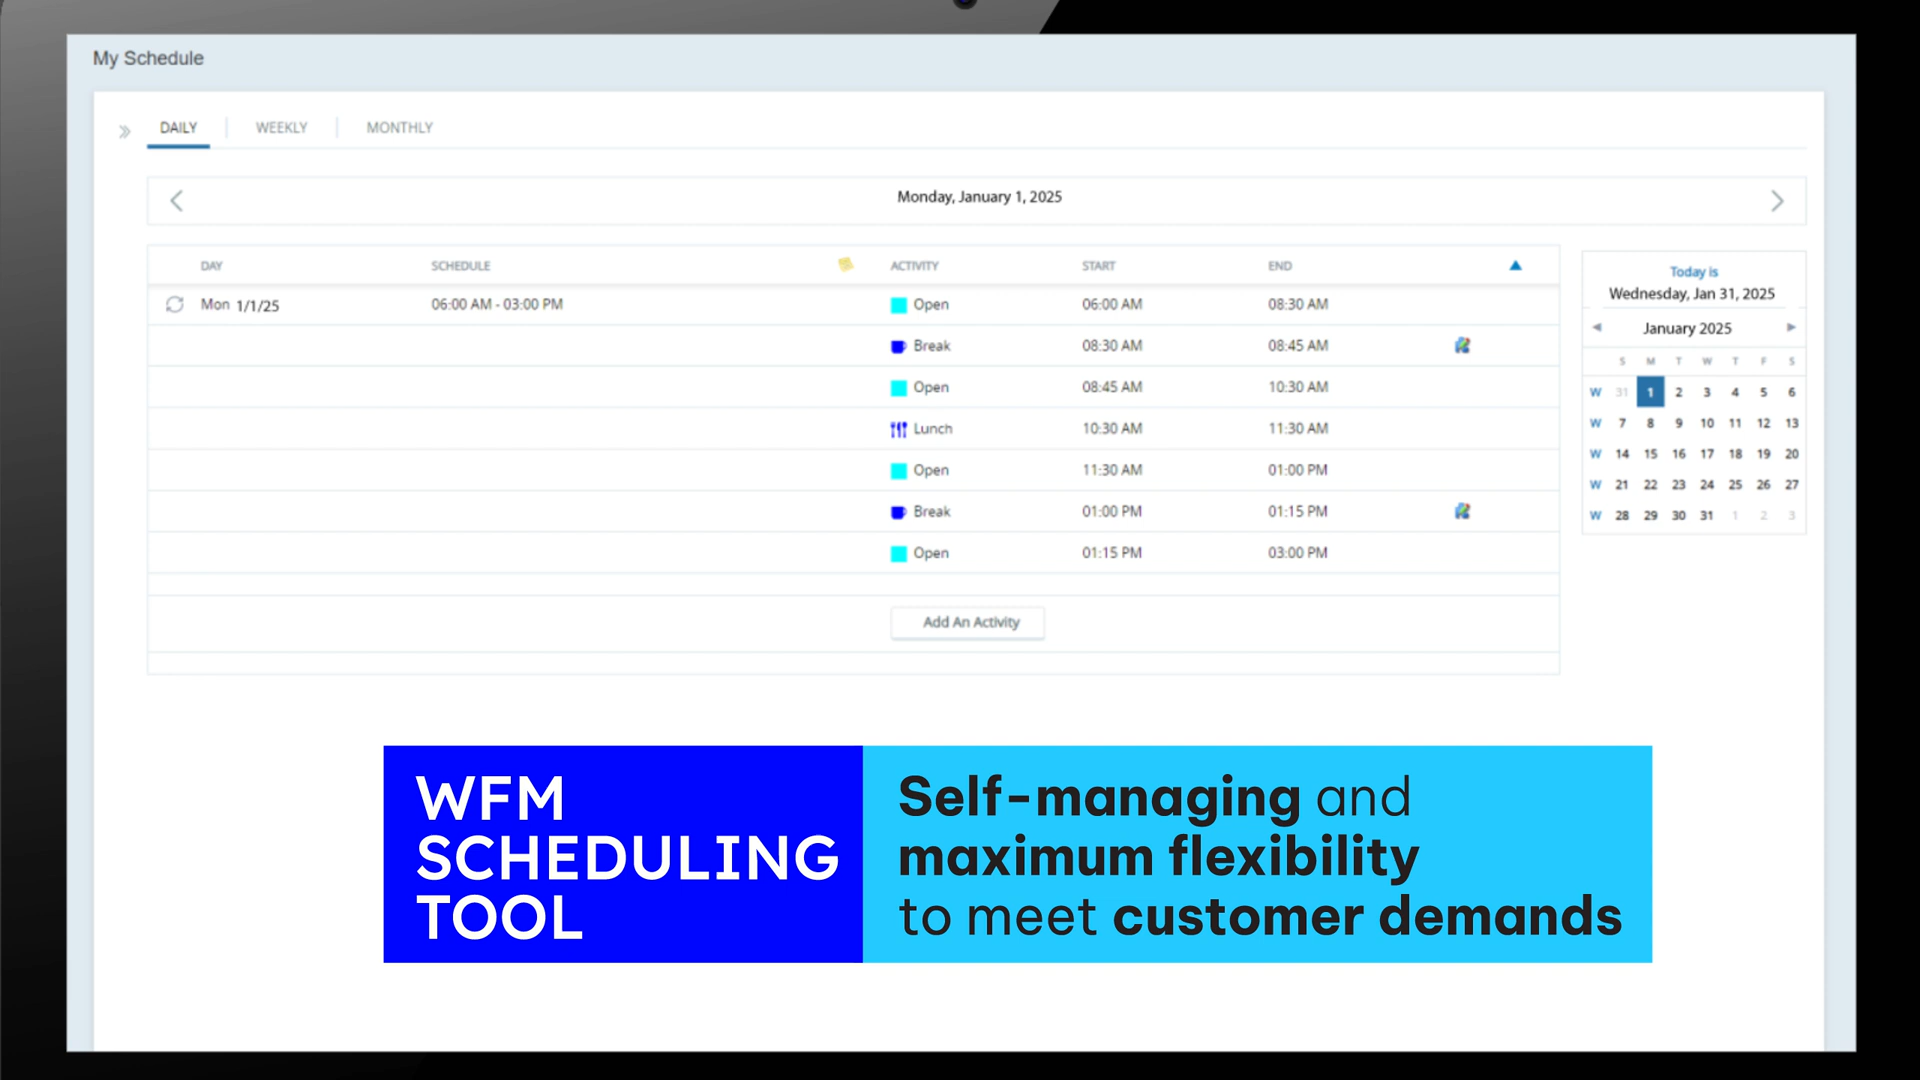 My Schedule
DAILY WEEKLY MONTHLY
Monday, January 1, 2025
DAY SCHEDULE ACTIVITY START END
Mon 1/1/25 06:00 AM - 03:00 PM Open 06:00 AM 08:30 AM
Break 08:30 AM 08:45 AM
Open 08:45 AM 10:30 AM
Lunch 10:30 AM 11:30 AM
Open 11:30 AM 01:00 PM
Break 01:00 PM 01:15 PM
Open 01:15 PM 03:00 PM
Add An Activity
Today is
Wednesday, Jan 31, 2025
January 2025
S M T W T F S
W 31 1 2 3 4 5 6
W 7 8 9 10 11 12 13
W 14 15 16 17 18 19 20
W 21 22 23 24 25 26 27
W 28 29 30 31 1 2 3
WFM
SCHEDULING
TOOL
Self-managing and
maximum flexibility
to meet customer demands